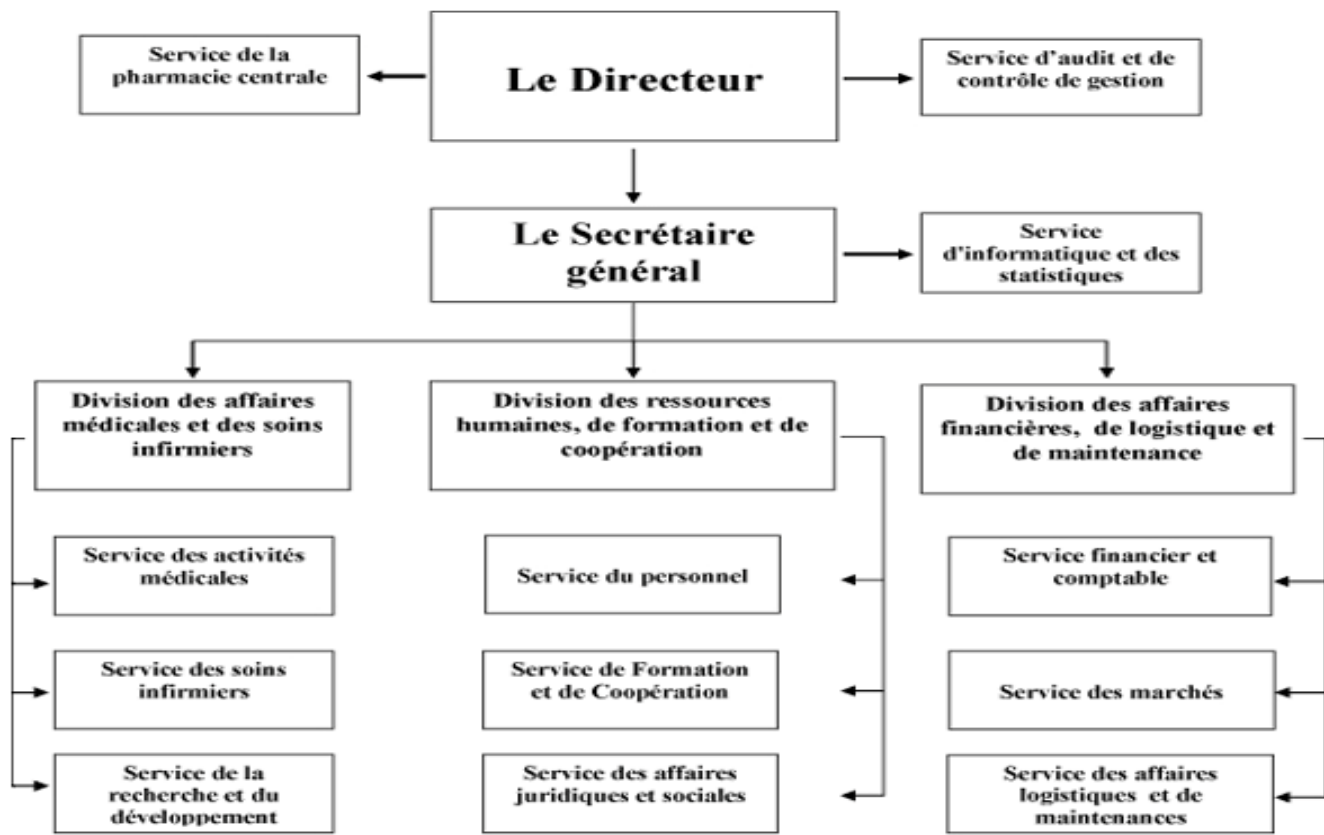 Service de la
pharmacie centrale
Le Directeur
Service d'audit et de
contrôle de gestion
Le Secrétaire
général
Service
d'informatique et des
statistiques
Division des affaires
médicales et des soins
infirmiers
Division des ressources
humaines, de formation et de
coopération
Division des affaires
financières, de logistique et
de maintenance
Service des activités
médicales
Service du personnel
Service financier et
comptable
Service des soins
infirmiers
Service de Formation
et de Coopération
Service des marchés
Service de la
recherche et du
développement
Service des affaires
juridiques et sociales
Service des affaires
logistiques et de
maintenances